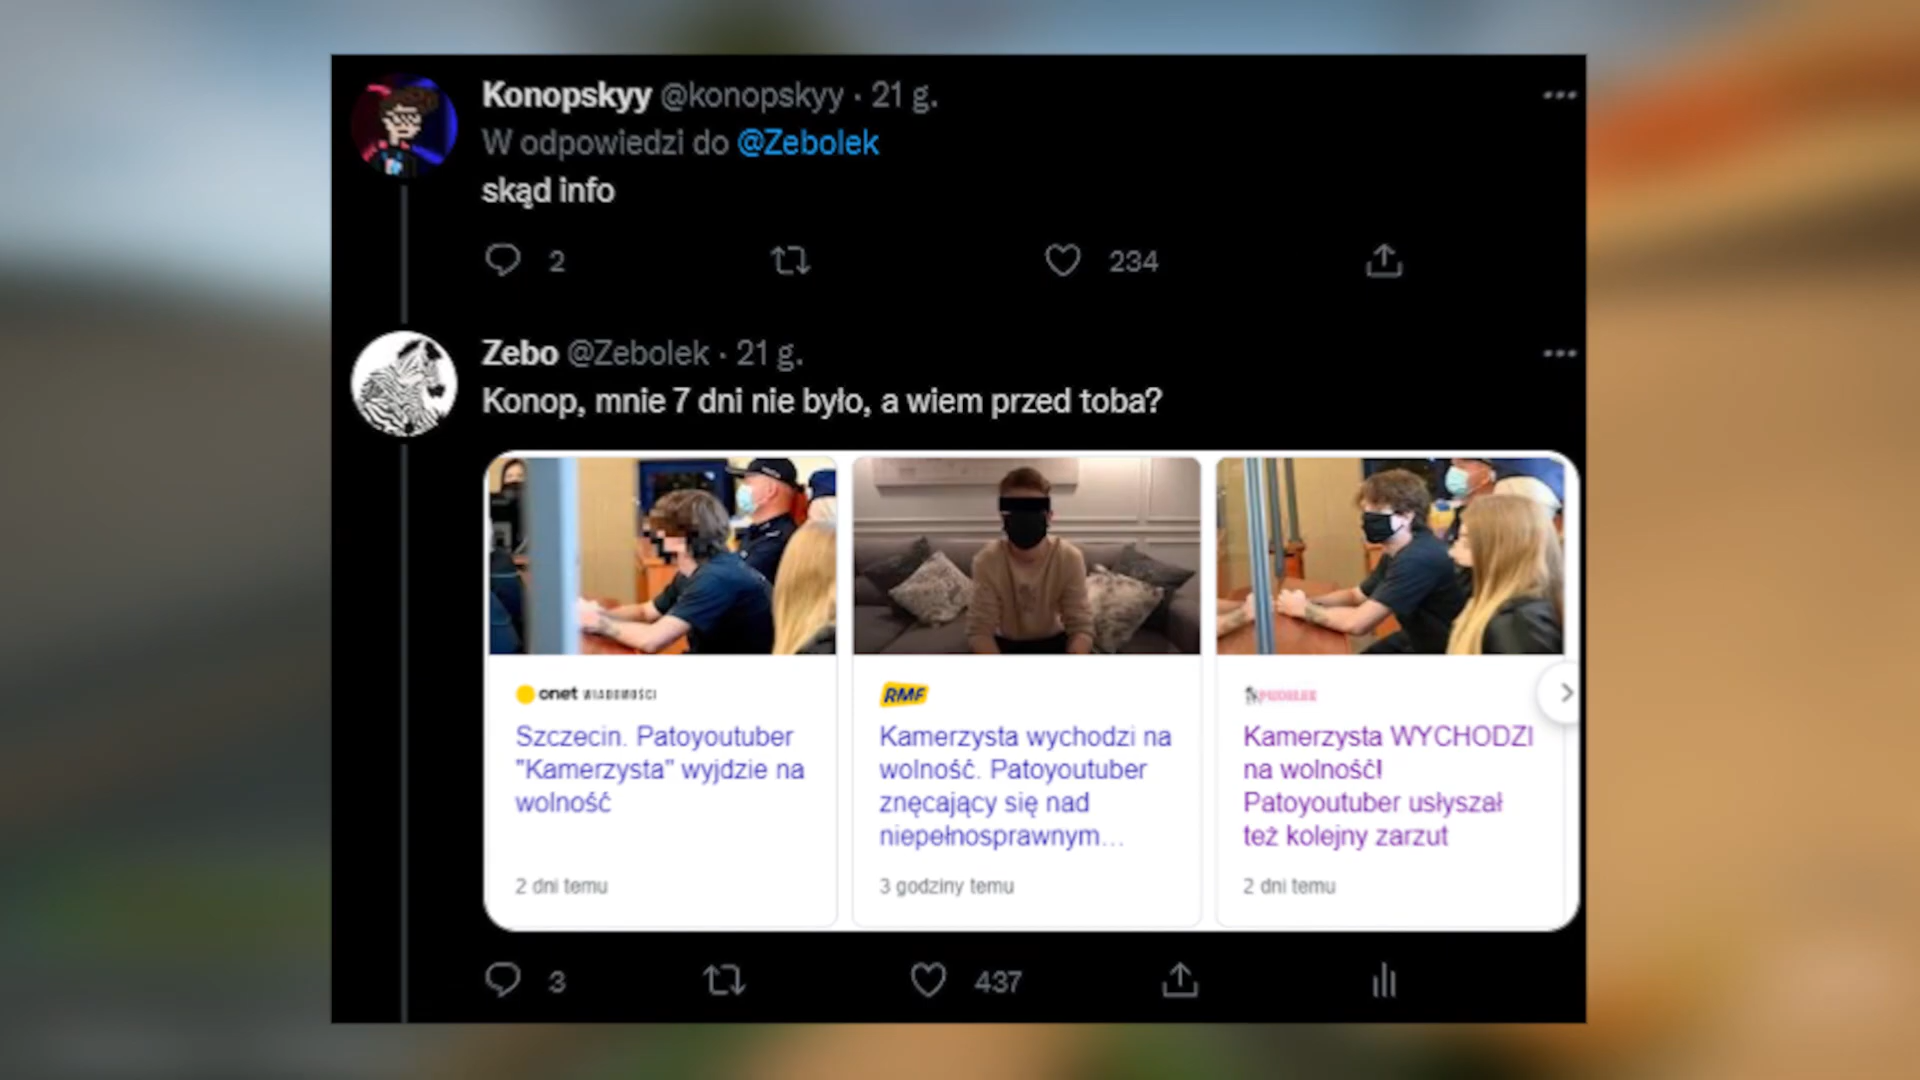 Konopskyy @konopskyy · 21 g.
W odpowiedzi do @Zebolek
skąd info
2
234
Zebo @Zebolek · 21 g.
Konop, mnie 7 dni nie było, a wiem przed toba?
onet WIADOMOŚCI
Szczecin. Patoyoutuber
"Kamerzysta" wyjdzie na
wolność
2 dni temu
RMF
Kamerzysta wychodzi na
wolność. Patoyoutuber
znęcający się nad
niepełnosprawnym...
3 godziny temu
PUDELEK
Kamerzysta WYCHODZI
na wolność!
Patoyoutuber usłyszał
też kolejny zarzut
2 dni temu
3
437